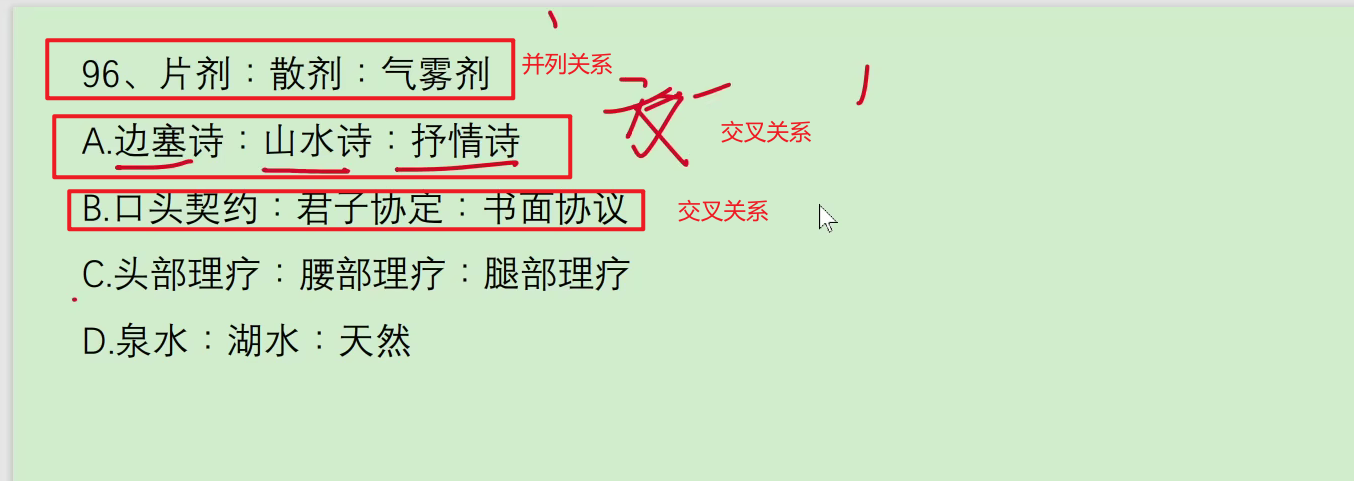 96、片剂：散剂：气雾剂 并列关系
A.边塞诗：山水诗：抒情诗 交叉关系
B.口头契约：君子协定：书面协议 交叉关系
C.头部理疗：腰部理疗：腿部理疗
D.泉水：湖水：天然